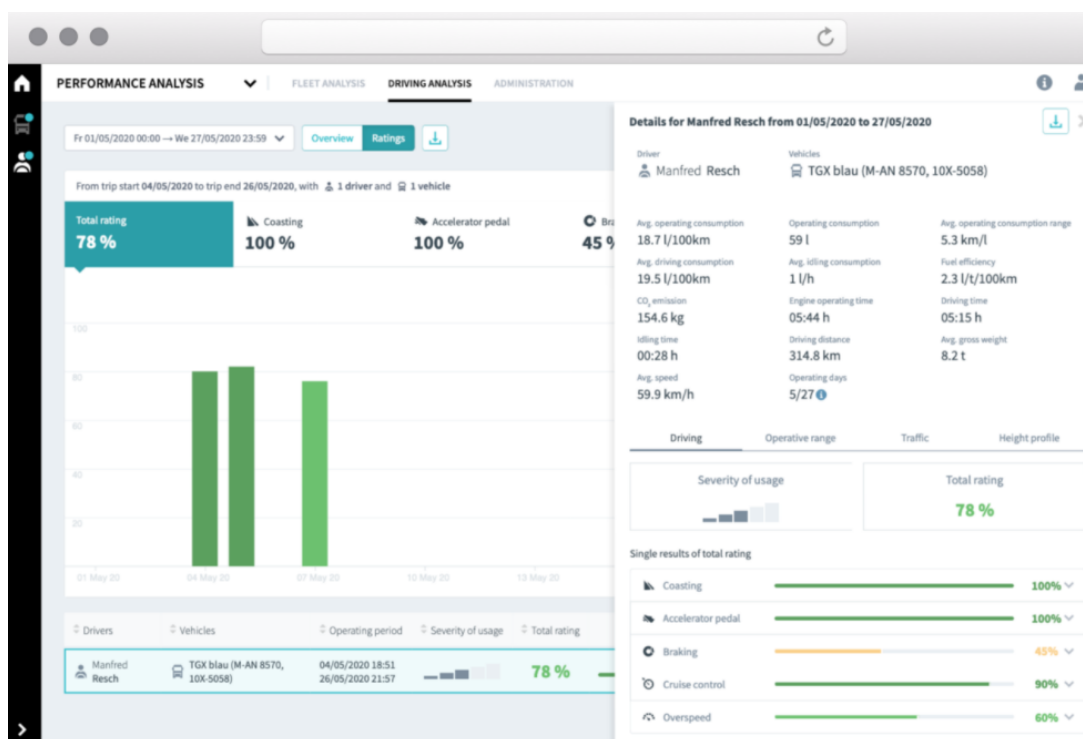 PERFORMANCE ANALYSIS
FLEET ANALYSIS
DRIVING ANALYSIS
ADMINISTRATION
Fr 01/05/2020 00:00 → We 27/05/2020 23:59
Overview
Ratings
From trip start 04/05/2020 to trip end 26/05/2020, with 1 driver and 1 vehicle
Total rating
78 %
Coasting
100 %
Accelerator pedal
100 %
Bra
45 %
100
80
60
40
20
01 May 20
04 May 20
07 May 20
10 May 20
13 May 20
Drivers
Vehicles
Operating period
Severity of usage
Total rating
Manfred
Resch
TGX blau (M-AN 8570,
10X-5058)
04/05/2020 18:51
26/05/2020 21:57
78 %
Details for Manfred Resch from 01/05/2020 to 27/05/2020
Driver
Manfred Resch
Vehicles
TGX blau (M-AN 8570, 10X-5058)
Avg. operating consumption
18.7 l/100km
Operating consumption
59 l
Avg. operating consumption range
5.3 km/l
Avg. driving consumption
19.5 l/100km
Avg. idling consumption
1 l/h
Fuel efficiency
2.3 l/t/100km
CO₂ emission
154.6 kg
Engine operating time
05:44 h
Driving time
05:15 h
Idling time
00:28 h
Driving distance
314.8 km
Avg. gross weight
8.2 t
Avg. speed
59.9 km/h
Operating days
5/27
Driving
Operative range
Traffic
Height profile
Severity of usage
Total rating
78 %
Single results of total rating
Coasting
100%
Accelerator pedal
100%
Braking
45%
Cruise control
90%
Overspeed
60%